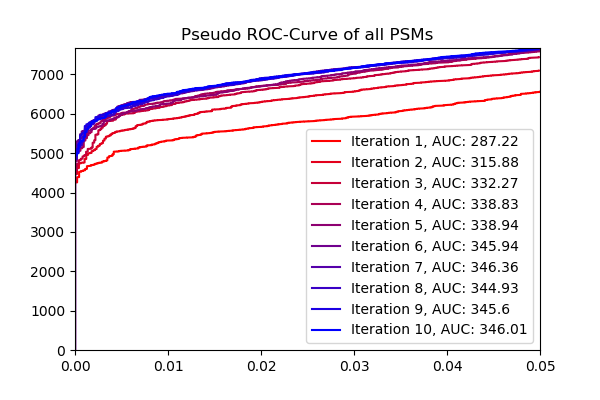 Pseudo ROC-Curve of all PSMs
7000
6000
5000
4000
3000
2000
1000
0
0.00 0.01 0.02 0.03 0.04 0.05
Iteration 1, AUC: 287.22
Iteration 2, AUC: 315.88
Iteration 3, AUC: 332.27
Iteration 4, AUC: 338.83
Iteration 5, AUC: 338.94
Iteration 6, AUC: 345.94
Iteration 7, AUC: 346.36
Iteration 8, AUC: 344.93
Iteration 9, AUC: 345.6
Iteration 10, AUC: 346.01